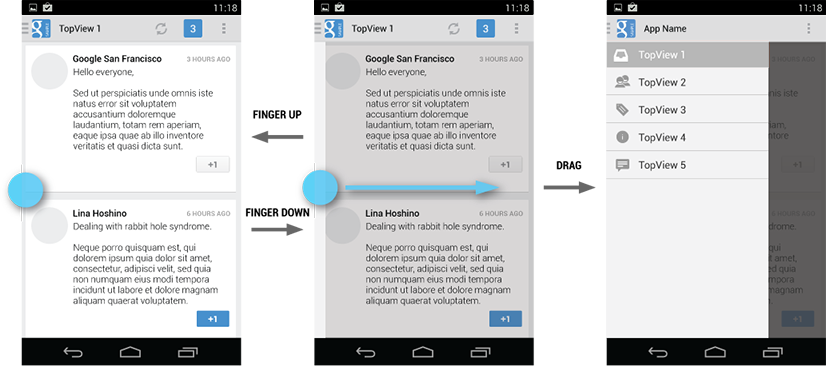 11:18
TopView 1
3
Google San Francisco
3 HOURS AGO
Hello everyone,
Sed ut perspiciatis unde omnis iste
natus error sit voluptatem
accusantium doloremque
laudantium, totam rem aperiam,
eaque ipsa quae ab illo inventore
veritatis et quasi dicta sunt.
+1
Lina Hoshino
6 HOURS AGO
Dealing with rabbit hole syndrome.
Neque porro quisquam est, qui
dolorem ipsum quia dolor sit amet,
consectetur, adipisci velit, sed quia
non numquam eius modi tempora
incidunt ut labore et dolore magnam
aliquam quaerat voluptatem.
+1
FINGER UP
FINGER DOWN
11:18
TopView 1
3
Google San Francisco
3 HOURS AGO
Hello everyone,
Sed ut perspiciatis unde omnis iste
natus error sit voluptatem
accusantium doloremque
laudantium, totam rem aperiam,
eaque ipsa quae ab illo inventore
veritatis et quasi dicta sunt.
+1
Lina Hoshino
6 HOURS AGO
Dealing with rabbit hole syndrome.
Neque porro quisquam est, qui
dolorem ipsum quia dolor sit amet,
consectetur, adipisci velit, sed quia
non numquam eius modi tempora
incidunt ut labore et dolore magnam
aliquam quaerat voluptatem.
+1
DRAG
11:18
App Name
TopView 1
TopView 2
TopView 3
TopView 4
TopView 5
HOURS AGO
iste
+1
HOURS AGO
amet,
quia
+1